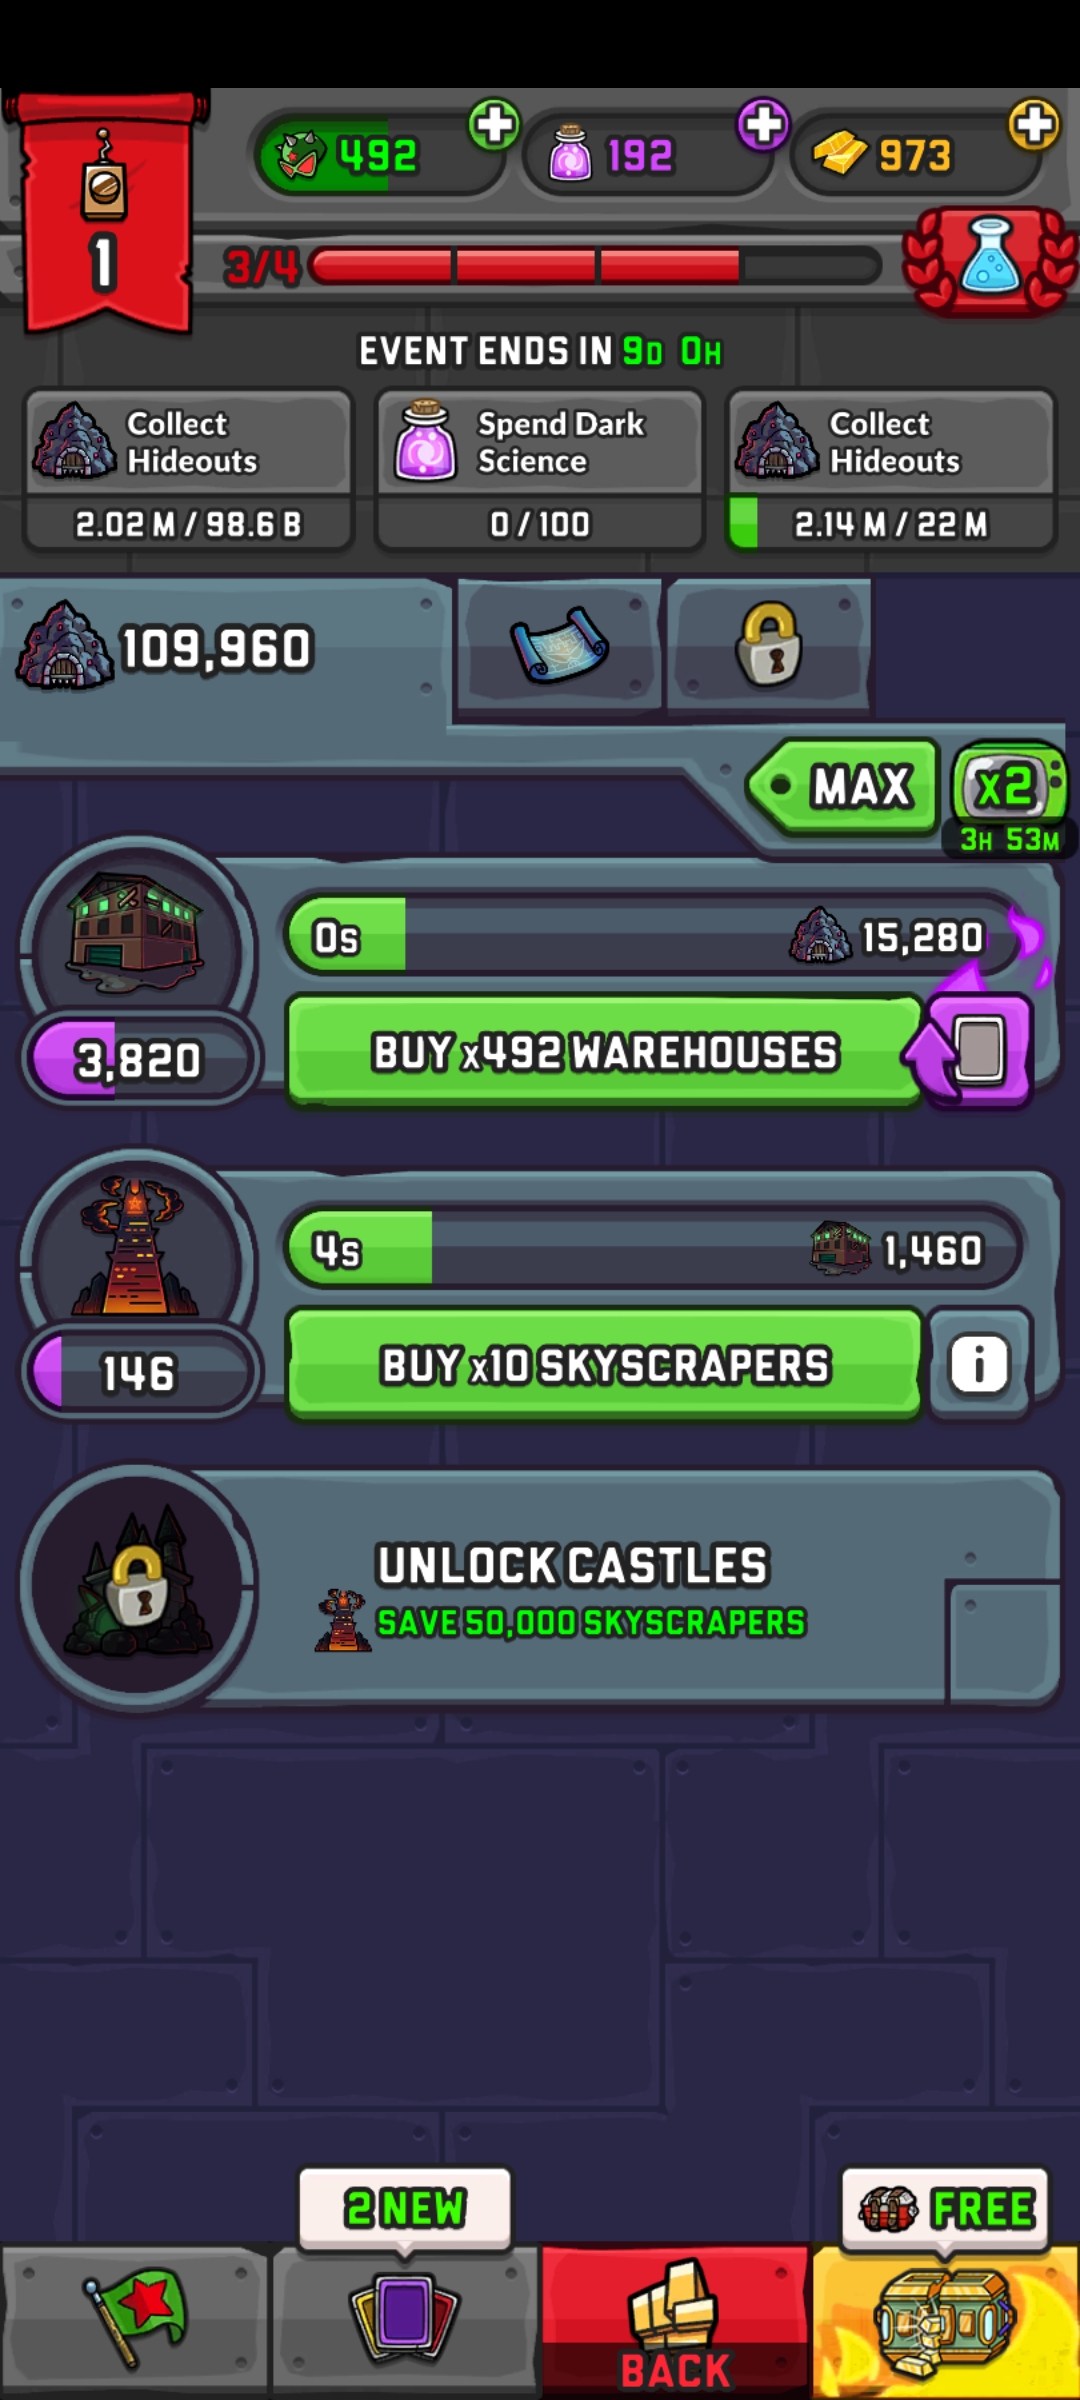 492
192
973
1
3/4
EVENT ENDS IN 9D 0H
Collect
Hideouts
2.02 M / 98.6 B
Spend Dark
Science
0 / 100
Collect
Hideouts
2.14 M / 22 M
109,960
MAX
x2
3H 53M
0s
15,280
3,820
BUY x492 WAREHOUSES
4s
1,460
146
BUY x10 SKYSCRAPERS
i
UNLOCK CASTLES
SAVE 50,000 SKYSCRAPERS
2 NEW
FREE
BACK